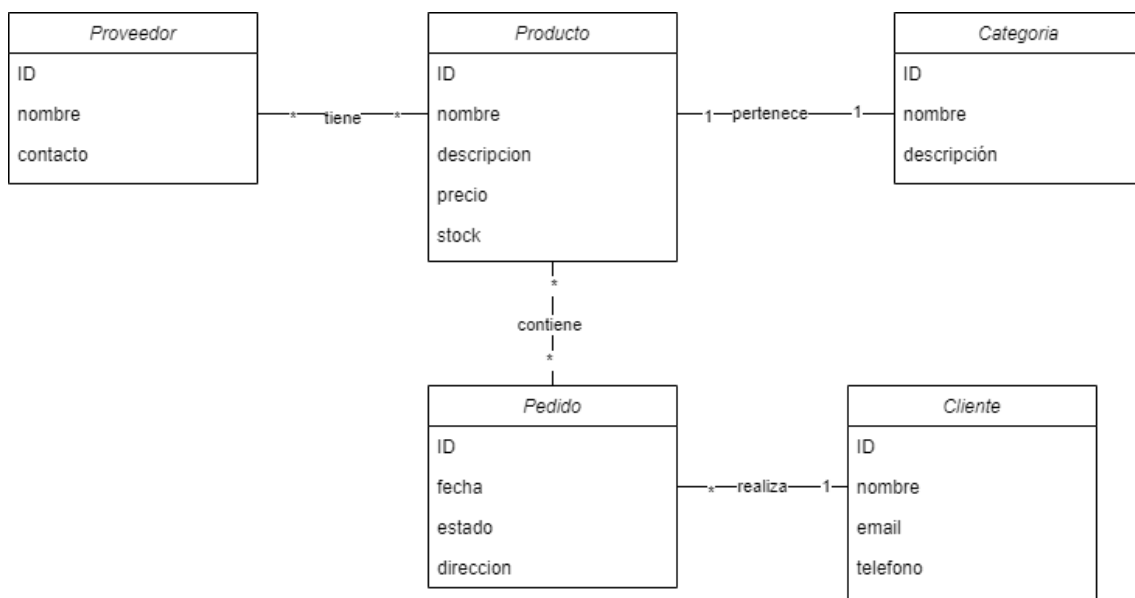 Proveedor
ID
nombre
contacto
* tiene *
Producto
ID
nombre
descripcion
precio
stock
1 pertenece 1
Categoria
ID
nombre
descripción
*
contiene
*
Pedido
ID
fecha
estado
direccion
* realiza 1
Cliente
ID
nombre
email
telefono